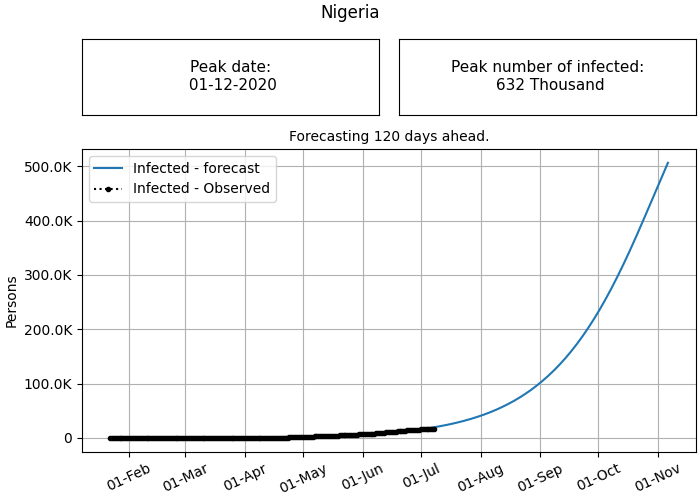 Nigeria
Peak date:
01-12-2020
Peak number of infected:
632 Thousand
Forecasting 120 days ahead.
Infected - forecast
Infected - Observed
500.0K
400.0K
300.0K
200.0K
100.0K
0
Persons
01-Feb
01-Mar
01-Apr
01-May
01-Jun
01-Jul
01-Aug
01-Sep
01-Oct
01-Nov